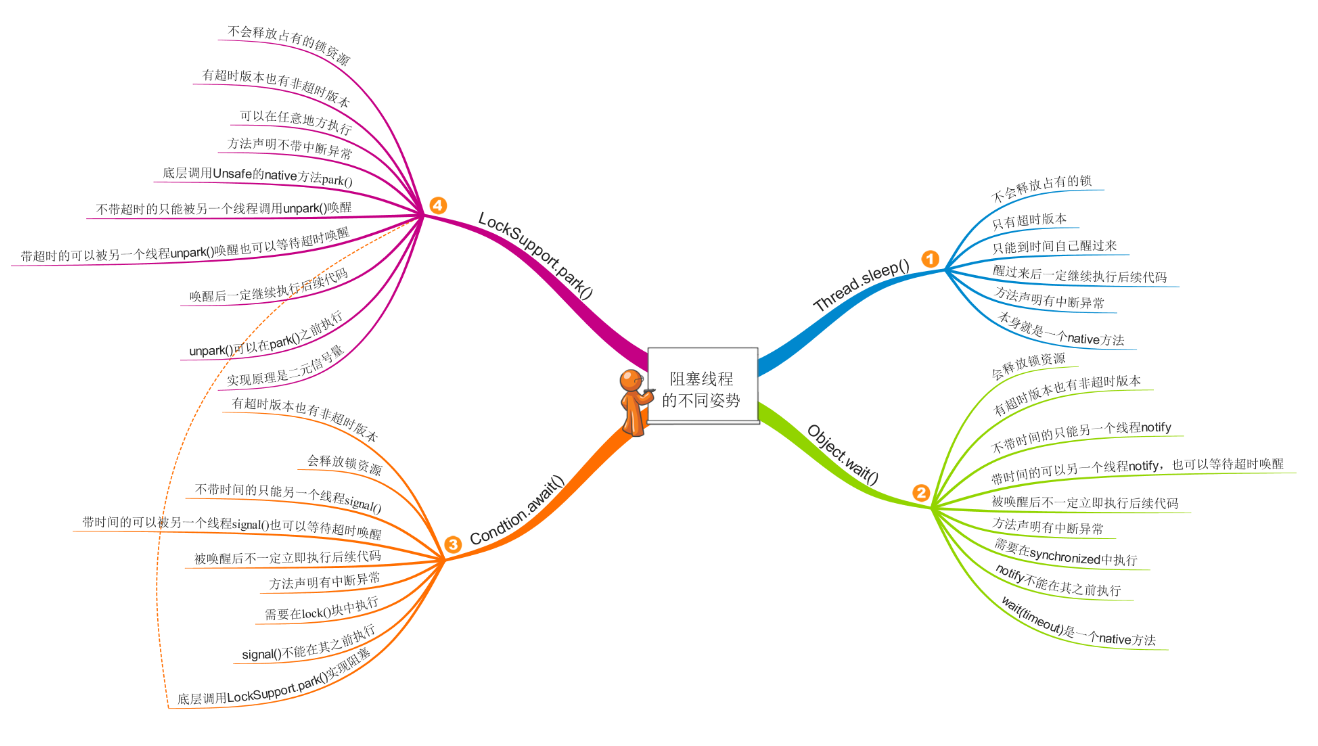 阻塞线程
的不同姿势
1
Thread.sleep()
不会释放占有的锁
只有超时版本
只能到时间自己醒过来
醒过来后一定继续执行后续代码
方法声明有中断异常
本身就是一个native方法
2
Object.wait()
会释放锁资源
有超时版本也有非超时版本
不带时间的只能另一个线程notify
带时间的可以另一个线程notify，也可以等待超时唤醒
被唤醒后不一定立即执行后续代码
方法声明有中断异常
需要在synchronized中执行
notify不能在其之前执行
wait(timeout)是一个native方法
3
Condtion.await()
有超时版本也有非超时版本
会释放锁资源
不带时间的只能另一个线程signal()
带时间的可以被另一个线程signal()也可以等待超时唤醒
被唤醒后不一定立即执行后续代码
方法声明有中断异常
需要在lock()块中执行
signal()不能在其之前执行
底层调用LockSupport.park()实现阻塞
4
LockSupport.park()
不会释放占有的锁资源
有超时版本也有非超时版本
可以在任意地方执行
方法声明不带中断异常
底层调用Unsafe的native方法park()
不带超时的只能被另一个线程调用unpark()唤醒
带超时的可以被另一个线程unpark()唤醒也可以等待超时唤醒
唤醒后一定继续执行后续代码
unpark()可以在park()之前执行
实现原理是二元信号量